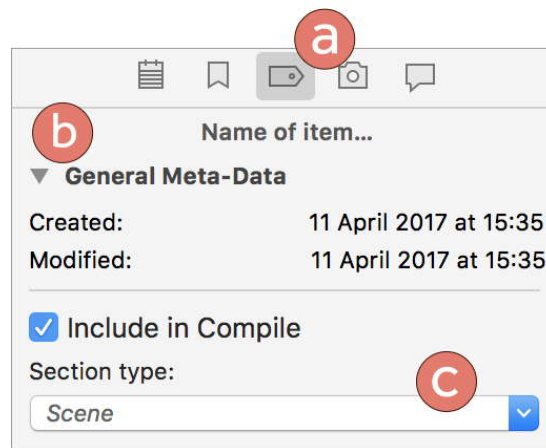 a
b
Name of item...
General Meta-Data
Created: 11 April 2017 at 15:35
Modified: 11 April 2017 at 15:35
Include in Compile
Section type:
c
Scene